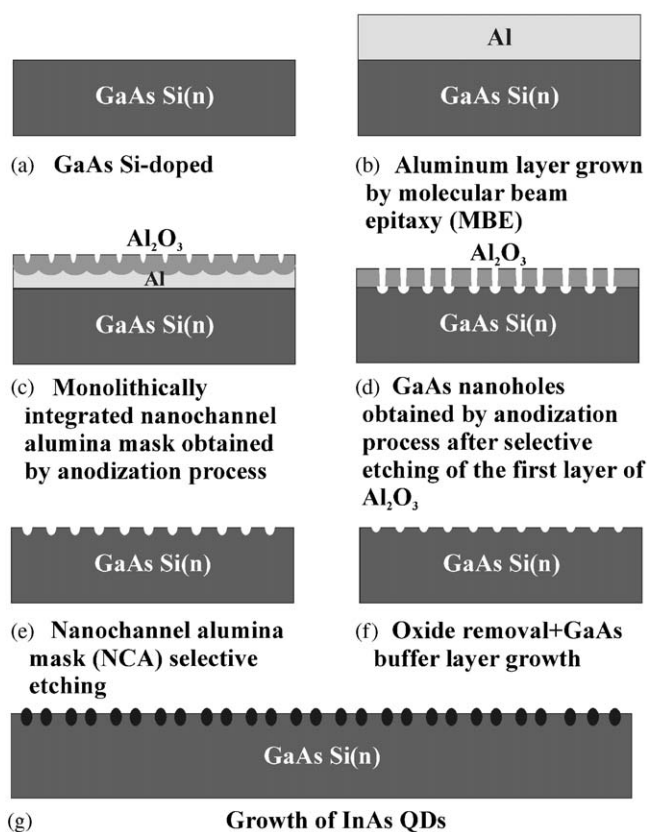 GaAs Si(n)
(a) GaAs Si-doped
Al
GaAs Si(n)
(b) Aluminum layer grown
by molecular beam
epitaxy (MBE)
Al₂O₃
Al
GaAs Si(n)
(c) Monolithically
integrated nanochannel
alumina mask obtained
by anodization process
Al₂O₃
GaAs Si(n)
(d) GaAs nanoholes
obtained by anodization
process after selective
etching of the first layer of
Al₂O₃
GaAs Si(n)
(e) Nanochannel alumina
mask (NCA) selective
etching
GaAs Si(n)
(f) Oxide removal+GaAs
buffer layer growth
GaAs Si(n)
(g) Growth of InAs QDs